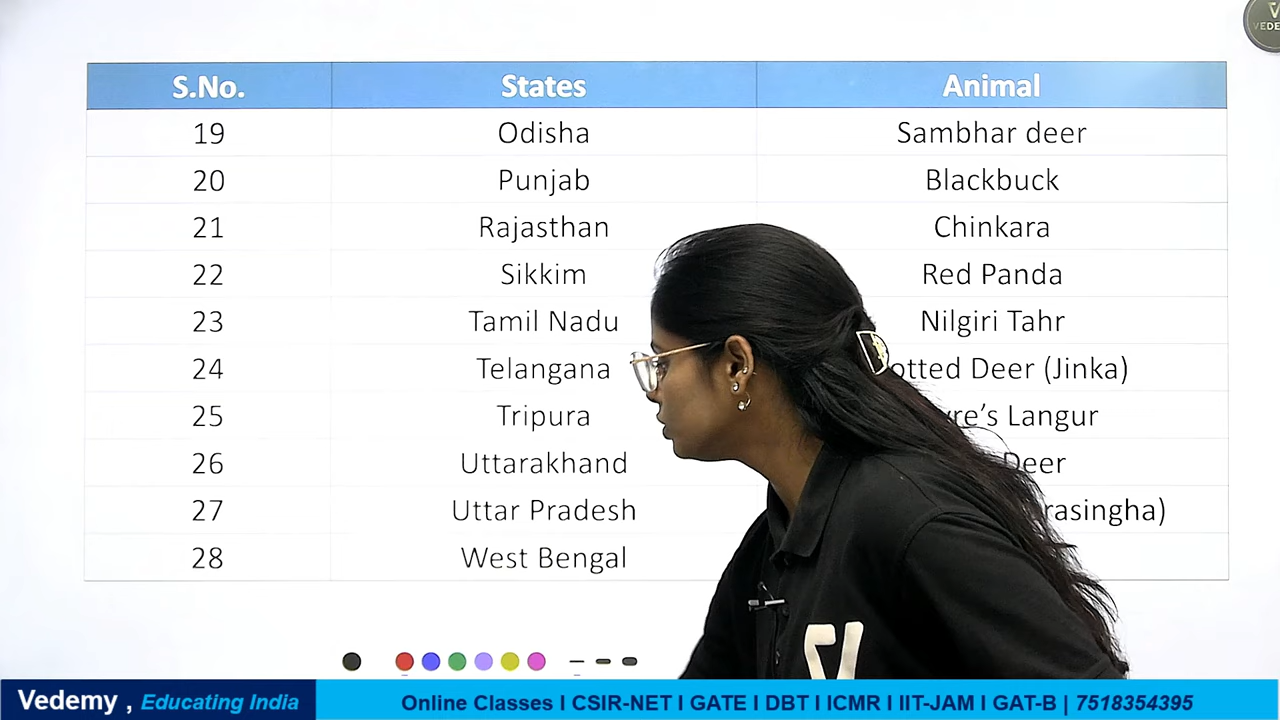 VEDE
S.No. States Animal
19 Odisha Sambhar deer
20 Punjab Blackbuck
21 Rajasthan Chinkara
22 Sikkim Red Panda
23 Tamil Nadu Nilgiri Tahr
24 Telangana otted Deer (Jinka)
25 Tripura yre's Langur
26 Uttarakhand Deer
27 Uttar Pradesh rasingha)
28 West Bengal
Vedemy , Educating India
Online Classes I CSIR-NET I GATE I DBT I ICMR I IIT-JAM I GAT-B | 7518354395